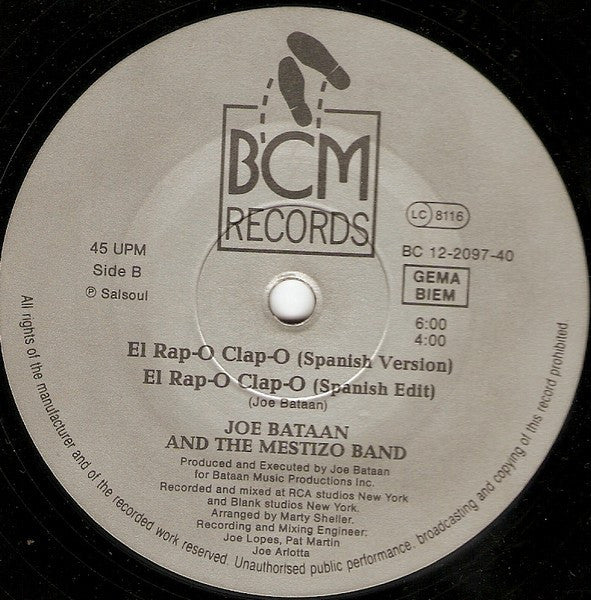 BCM
RECORDS
LC 8116
45 UPM
Side B
℗ Salsoul
BC 12-2097-40
GEMA
BIEM
6:00
4:00
El Rap-O Clap-O (Spanish Version)
El Rap-O Clap-O (Spanish Edit)
(Joe Bataan)
JOE BATAAN
AND THE MESTIZO BAND
Produced and Executed by Joe Bataan
for Bataan Music Productions Inc.
Recorded and mixed at RCA studios New York
and Blank studios New York.
Arranged by Marty Sheller.
Recording and Mixing Engineer:
Joe Lopes, Pat Martin
Joe Arlotta
All rights of the manufacturer and of the recorded work reserved. Unauthorised public performance, broadcasting and copying of this record prohibited.